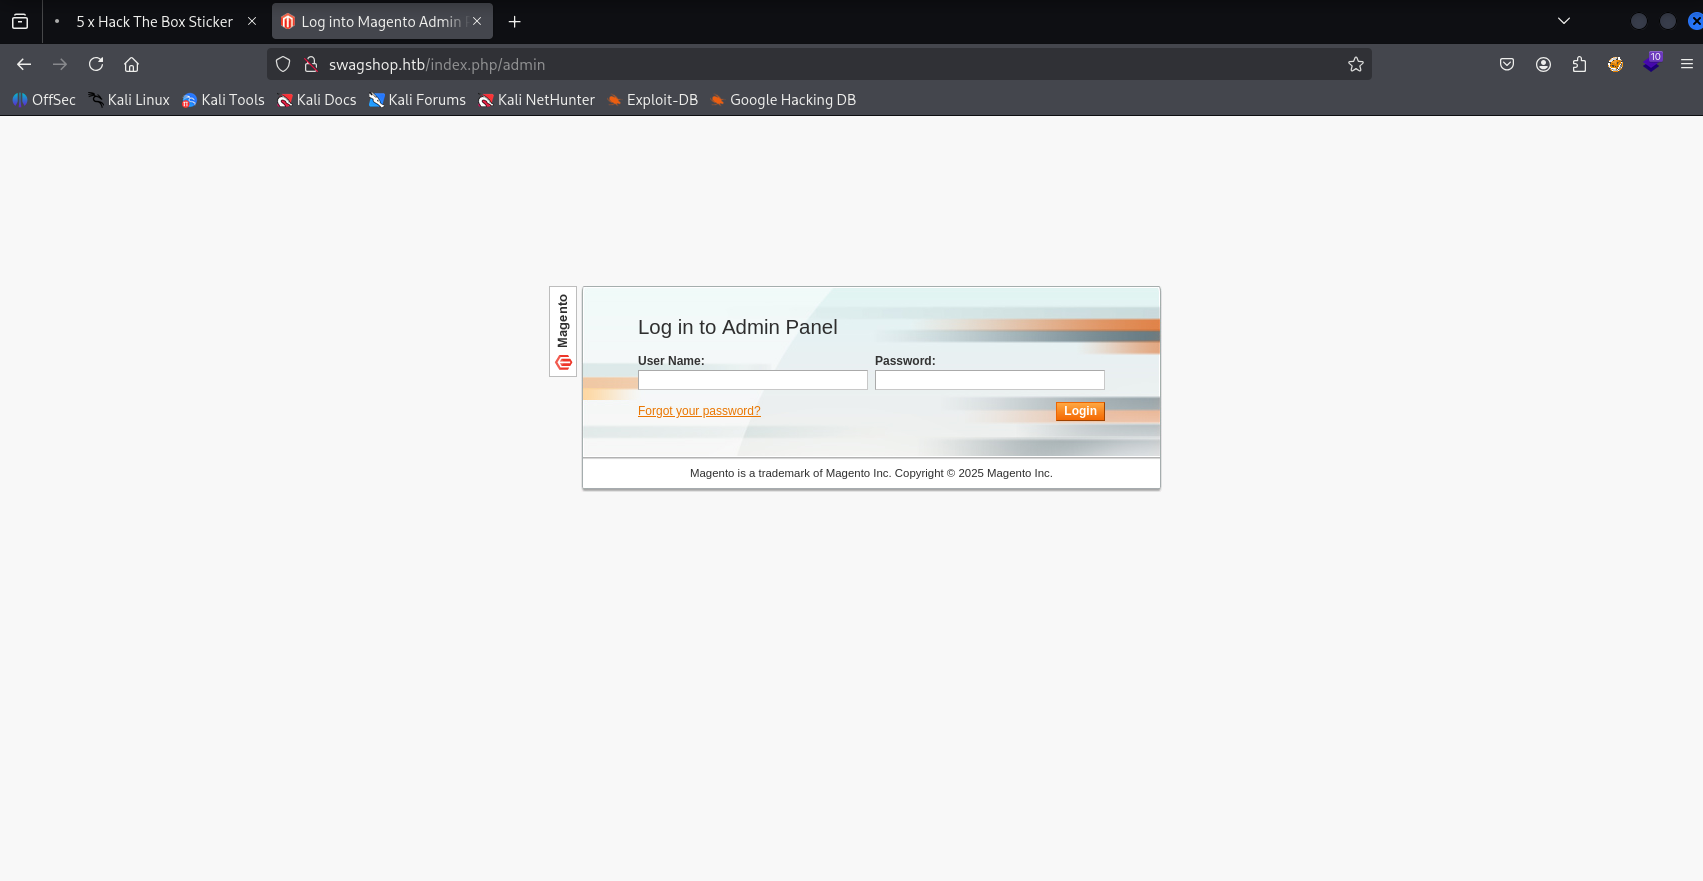 5 x Hack The Box Sticker
Log into Magento Admin
swagshop.htb/index.php/admin
10
OffSec Kali Linux Kali Tools Kali Docs Kali Forums Kali NetHunter Exploit-DB Google Hacking DB
Magento
Log in to Admin Panel
User Name: Password:
Forgot your password? Login
Magento is a trademark of Magento Inc. Copyright © 2025 Magento Inc.